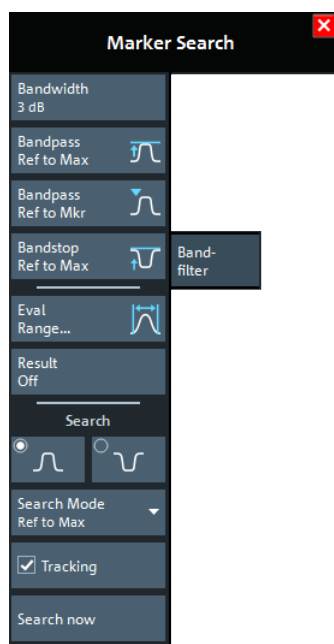 Marker Search
Bandwidth
3 dB
Bandpass
Ref to Max
Bandpass
Ref to Mkr
Bandstop
Ref to Max
Band-
filter
Eval
Range...
Result
Off
Search
Search Mode
Ref to Max
Tracking
Search now